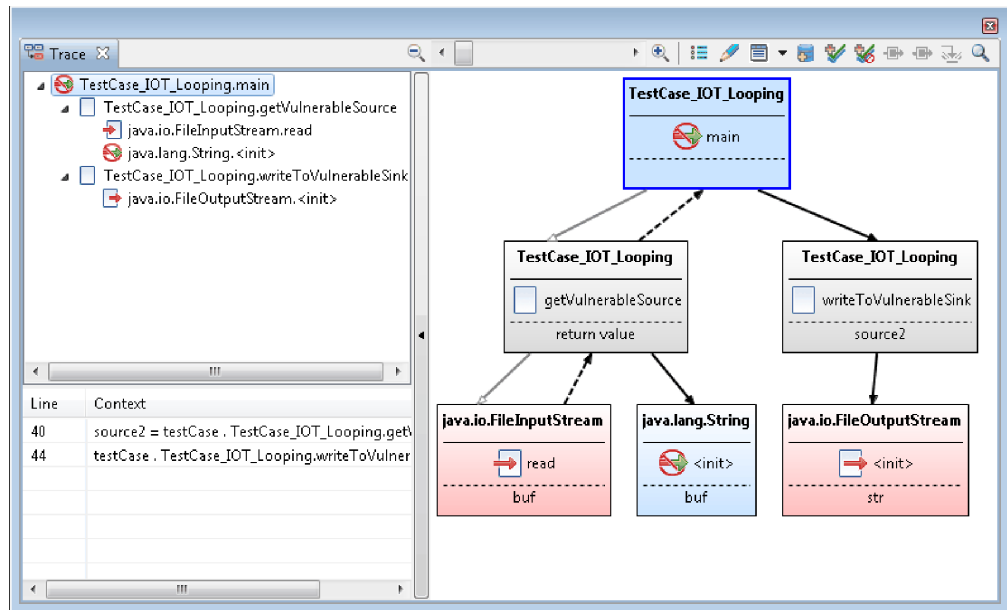 Trace
TestCase_IOT_Looping.main
TestCase_IOT_Looping.getVulnerableSource
java.io.FileInputStream.read
java.lang.String.<init>
TestCase_IOT_Looping.writeToVulnerableSink
java.io.FileOutputStream.<init>
Line Context
40 source2 = testCase . TestCase_IOT_Looping.getV
44 testCase . TestCase_IOT_Looping.writeToVulner
TestCase_IOT_Looping
main
TestCase_IOT_Looping
getVulnerableSource
return value
TestCase_IOT_Looping
writeToVulnerableSink
source2
java.io.FileInputStream
read
buf
java.lang.String
<init>
buf
java.io.FileOutputStream
<init>
str